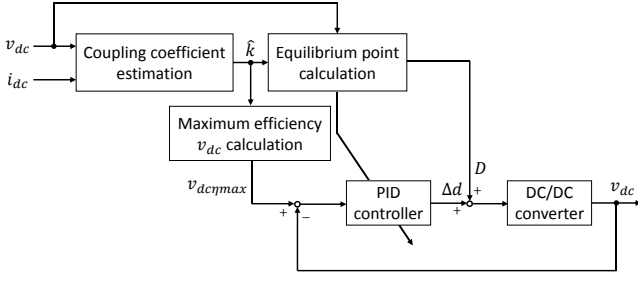 v_dc
i_dc
Coupling coefficient
estimation
k̂
Equilibrium point
calculation
Maximum efficiency
v_dc calculation
v_dcηmax
+
−
PID
controller
Δd
+
D
+
DC/DC
converter
v_dc